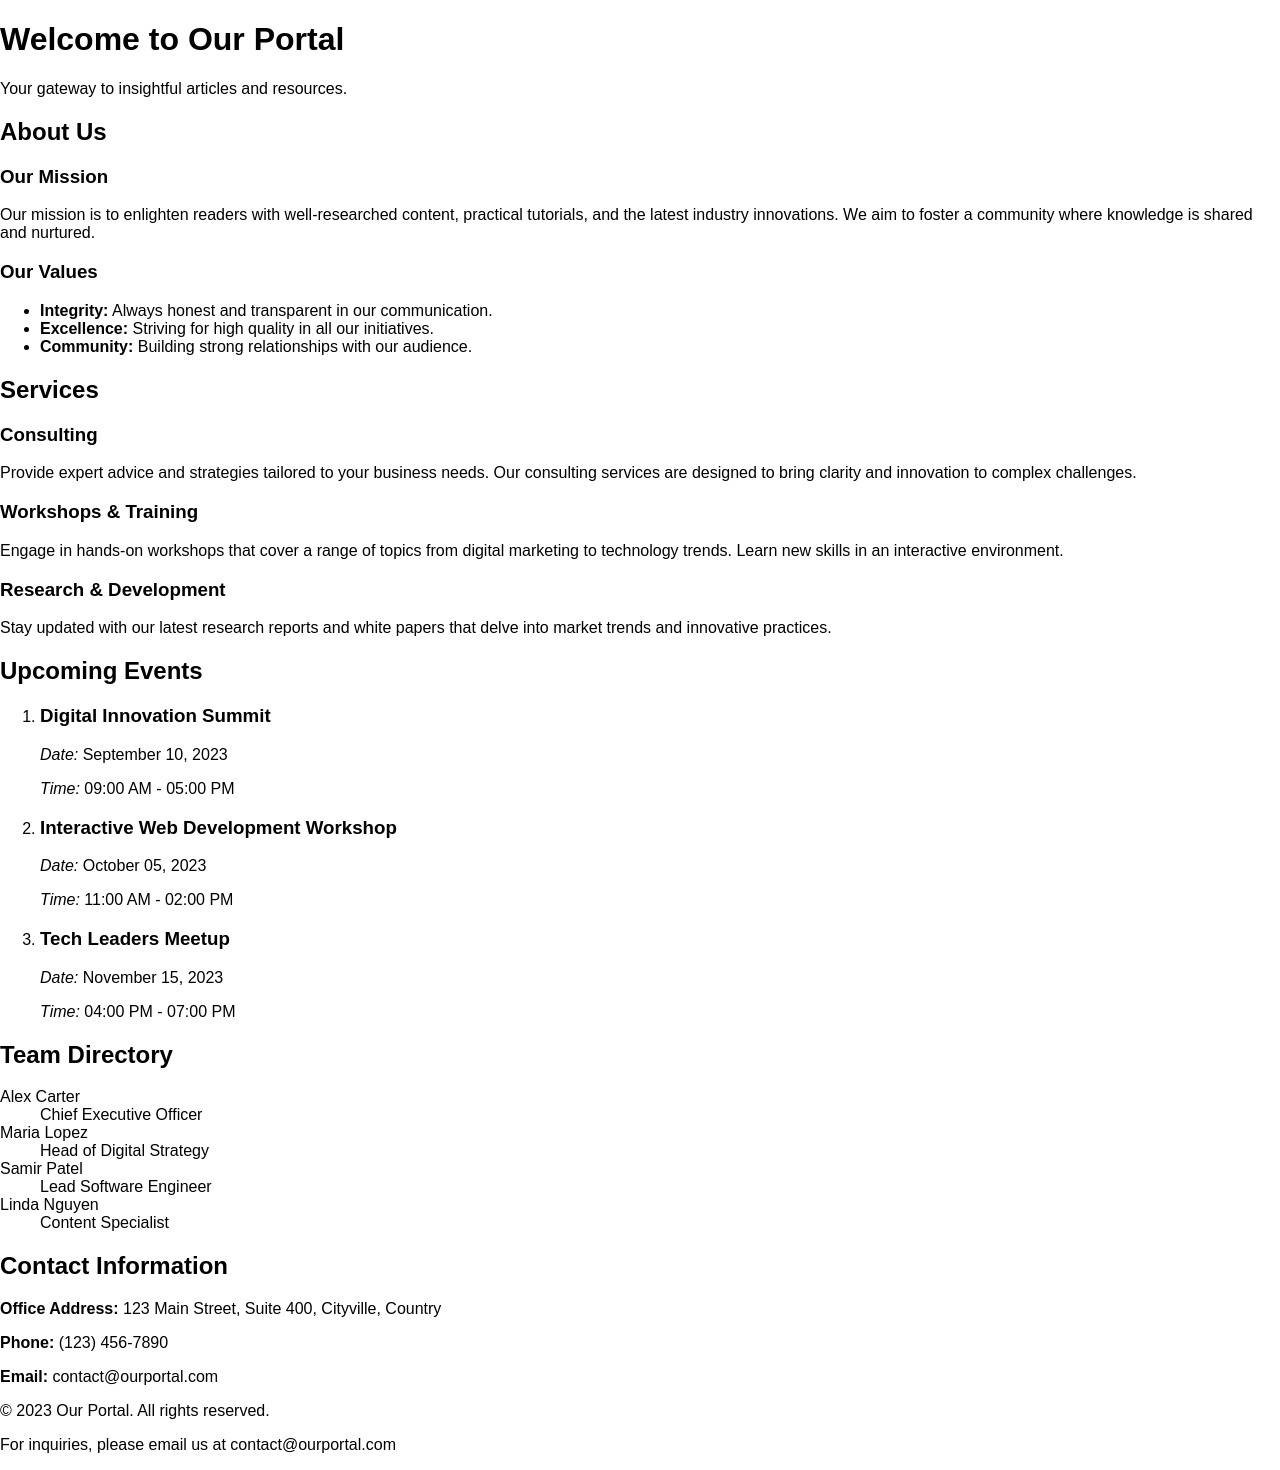 Welcome to Our Portal
Your gateway to insightful articles and resources.
About Us
Our Mission
Our mission is to enlighten readers with well-researched content, practical tutorials, and the latest industry innovations. We aim to foster a community where knowledge is shared
and nurtured.
Our Values
• Integrity: Always honest and transparent in our communication.
• Excellence: Striving for high quality in all our initiatives.
• Community: Building strong relationships with our audience.
Services
Consulting
Provide expert advice and strategies tailored to your business needs. Our consulting services are designed to bring clarity and innovation to complex challenges.
Workshops & Training
Engage in hands-on workshops that cover a range of topics from digital marketing to technology trends. Learn new skills in an interactive environment.
Research & Development
Stay updated with our latest research reports and white papers that delve into market trends and innovative practices.
Upcoming Events
1. Digital Innovation Summit
Date: September 10, 2023
Time: 09:00 AM - 05:00 PM
2. Interactive Web Development Workshop
Date: October 05, 2023
Time: 11:00 AM - 02:00 PM
3. Tech Leaders Meetup
Date: November 15, 2023
Time: 04:00 PM - 07:00 PM
Team Directory
Alex Carter
Chief Executive Officer
Maria Lopez
Head of Digital Strategy
Samir Patel
Lead Software Engineer
Linda Nguyen
Content Specialist
Contact Information
Office Address: 123 Main Street, Suite 400, Cityville, Country
Phone: (123) 456-7890
Email: contact@ourportal.com
© 2023 Our Portal. All rights reserved.
For inquiries, please email us at contact@ourportal.com